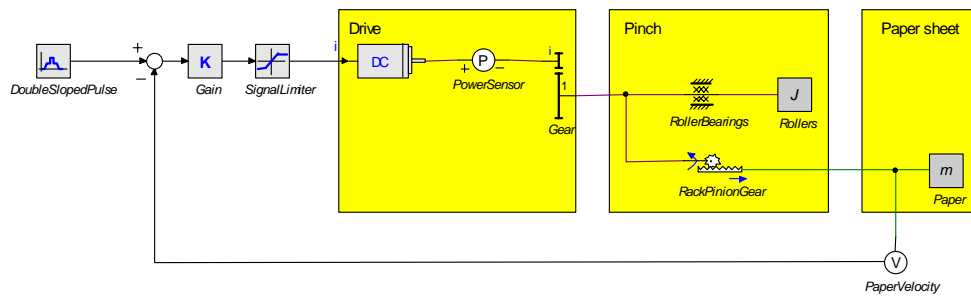 Drive
Pinch
Paper sheet
+
−
DoubleSlopedPulse
K
Gain
SignalLimiter
i
DC
+
P
−
PowerSensor
i
1
Gear
RollerBearings
J
Rollers
RackPinionGear
m
Paper
V
PaperVelocity